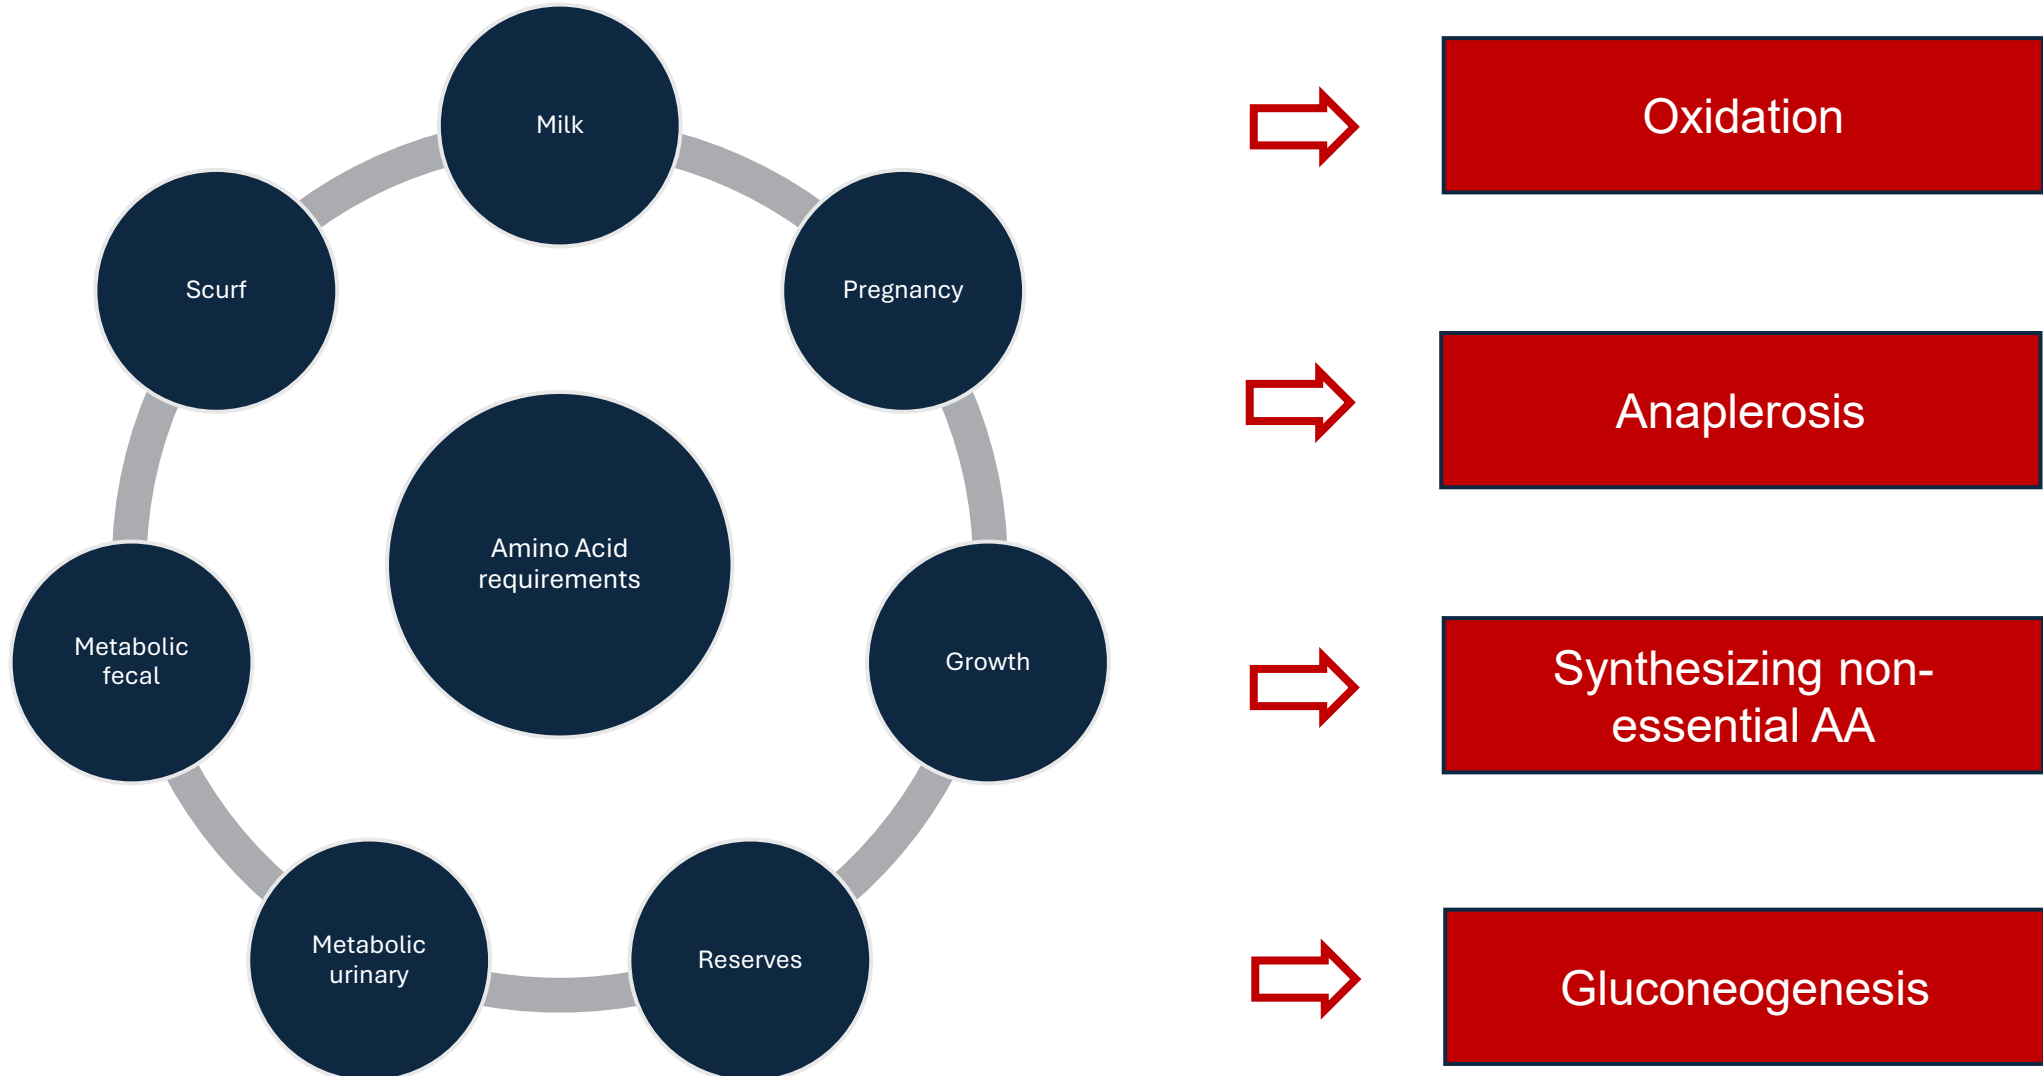 Milk
Pregnancy
Growth
Reserves
Metabolic
urinary
Metabolic
fecal
Scurf
Amino Acid
requirements
Oxidation
Anaplerosis
Synthesizing non-
essential AA
Gluconeogenesis